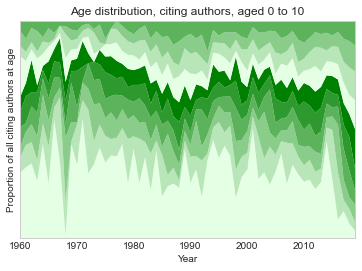 Age distribution, citing authors, aged 0 to 10
Proportion of all citing authors at age
1960 1970 1980 1990 2000 2010
Year